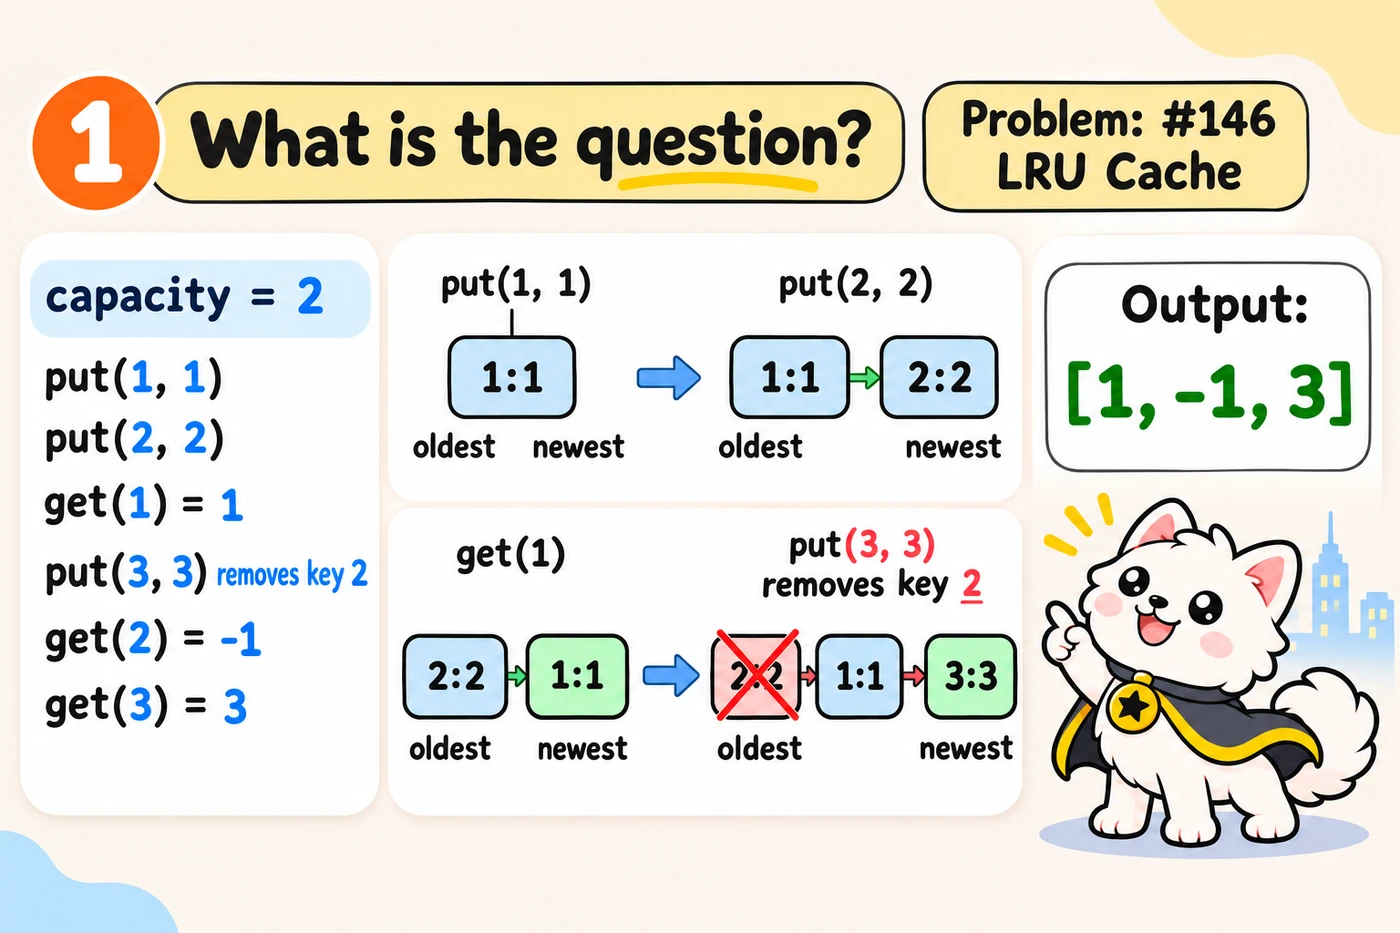 1
What is the question?
Problem: #146
LRU Cache
capacity = 2
put(1, 1)
put(2, 2)
get(1) = 1
put(3, 3) removes key 2
get(2) = -1
get(3) = 3
put(1, 1)
1:1
oldest newest
put(2, 2)
1:1 2:2
oldest newest
get(1)
2:2 1:1
oldest newest
put(3, 3)
removes key 2
2:2 1:1 3:3
oldest newest
Output:
[1, -1, 3]